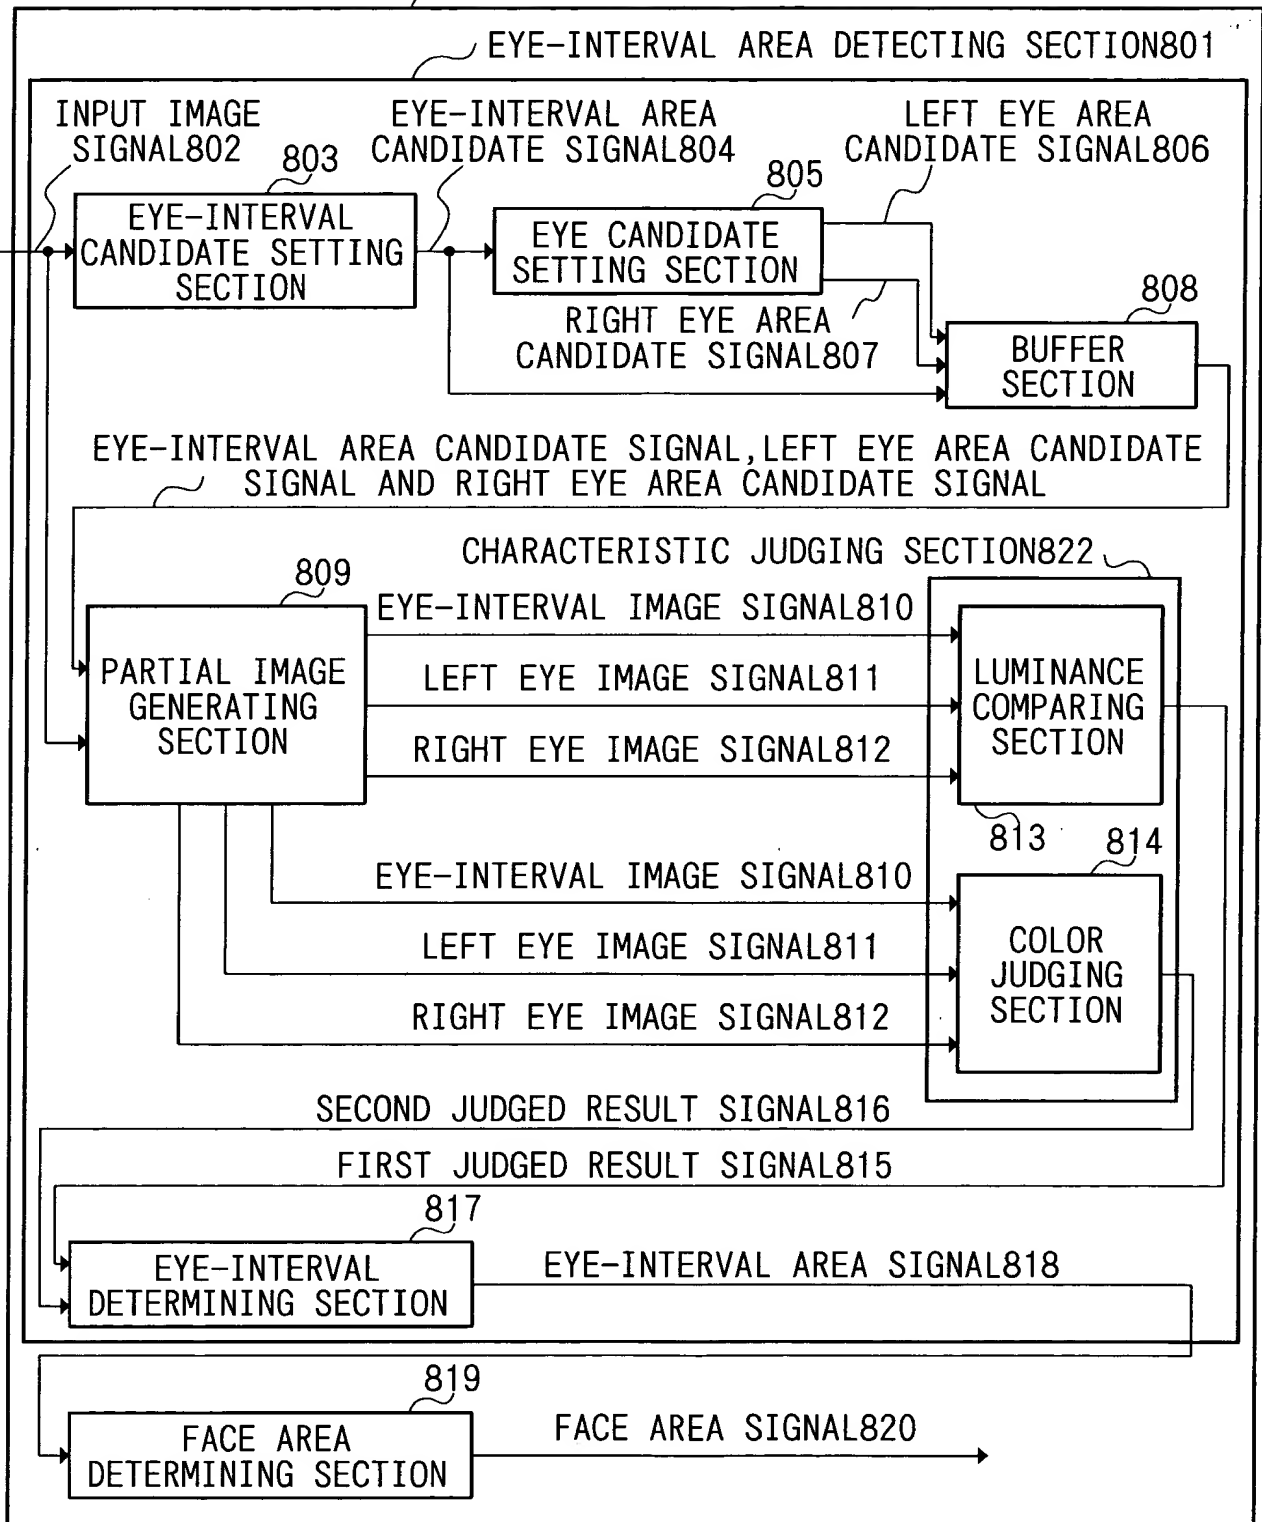 EYE-INTERVAL AREA DETECTING SECTION801
INPUT IMAGE
SIGNAL802
EYE-INTERVAL AREA
CANDIDATE SIGNAL804
LEFT EYE AREA
CANDIDATE SIGNAL806
803
EYE-INTERVAL
CANDIDATE SETTING
SECTION
805
EYE CANDIDATE
SETTING SECTION
RIGHT EYE AREA
CANDIDATE SIGNAL807
808
BUFFER
SECTION
EYE-INTERVAL AREA CANDIDATE SIGNAL,LEFT EYE AREA CANDIDATE
SIGNAL AND RIGHT EYE AREA CANDIDATE SIGNAL
CHARACTERISTIC JUDGING SECTION822
809
PARTIAL IMAGE
GENERATING
SECTION
EYE-INTERVAL IMAGE SIGNAL810
LEFT EYE IMAGE SIGNAL811
RIGHT EYE IMAGE SIGNAL812
LUMINANCE
COMPARING
SECTION
813
814
EYE-INTERVAL IMAGE SIGNAL810
LEFT EYE IMAGE SIGNAL811
RIGHT EYE IMAGE SIGNAL812
COLOR
JUDGING
SECTION
SECOND JUDGED RESULT SIGNAL816
FIRST JUDGED RESULT SIGNAL815
817
EYE-INTERVAL
DETERMINING SECTION
EYE-INTERVAL AREA SIGNAL818
819
FACE AREA
DETERMINING SECTION
FACE AREA SIGNAL820